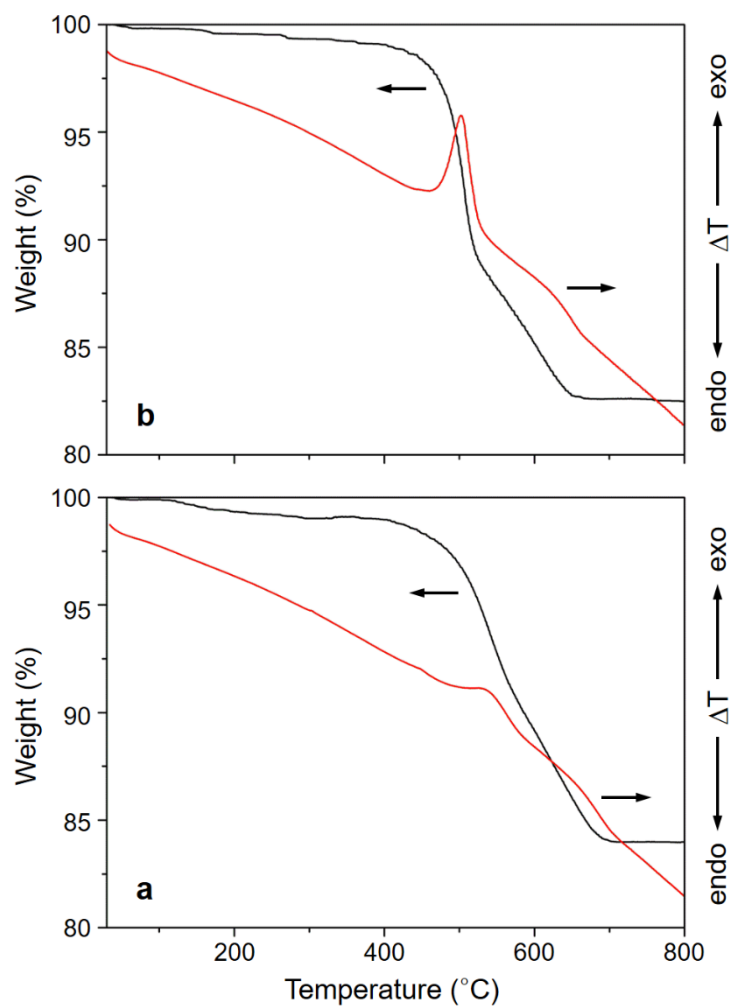 100
95
90
85
80
Weight (%)
b
exo
ΔT
endo
100
95
90
85
80
Weight (%)
a
exo
ΔT
endo
200
400
600
800
Temperature (°C)